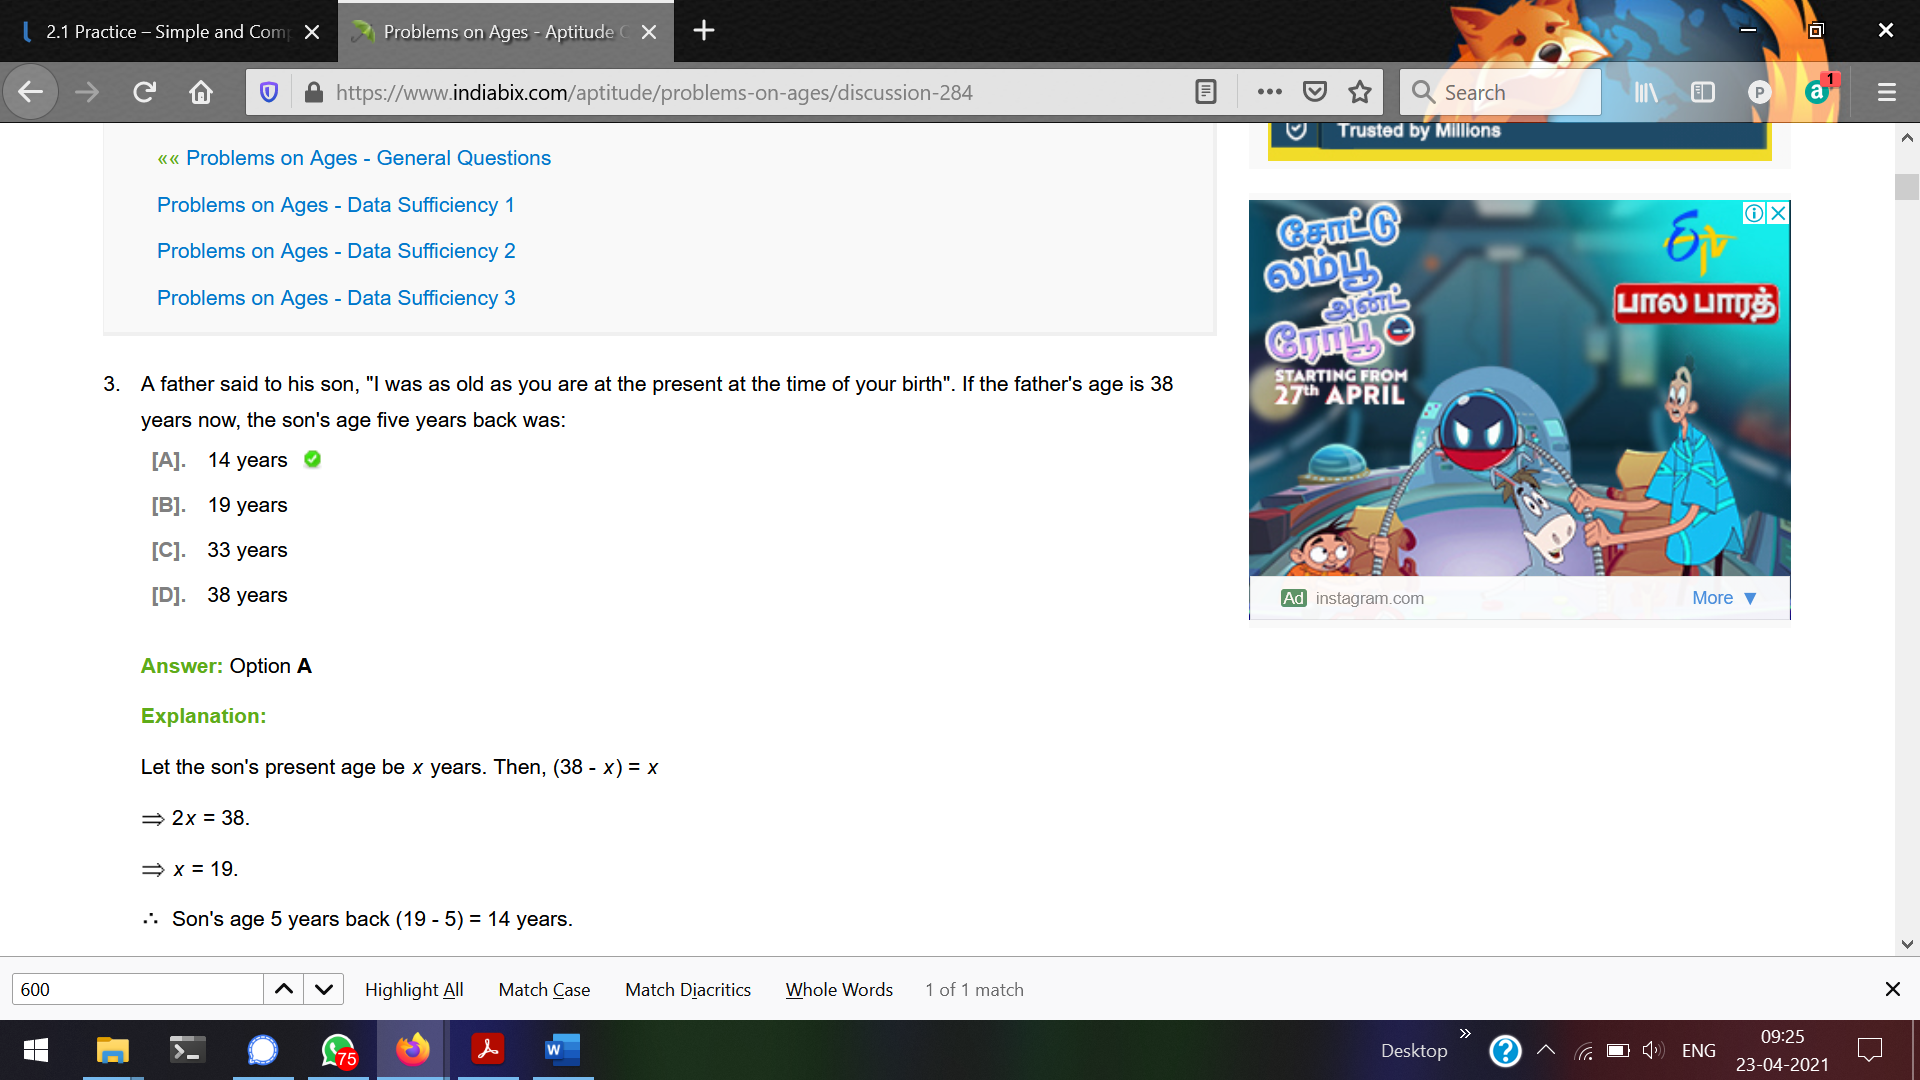 2.1 Practice – Simple and Com
Problems on Ages - Aptitude
https://www.indiabix.com/aptitude/problems-on-ages/discussion-284
Search
P
a
1
«« Problems on Ages - General Questions
Problems on Ages - Data Sufficiency 1
Problems on Ages - Data Sufficiency 2
Problems on Ages - Data Sufficiency 3
Trusted by Millions
சோட்டு
லம்பூ
அண்ட்
ரோபூ
STARTING FROM
27th APRIL
etv
பால பாரத்
Ad instagram.com
More ▼
3. A father said to his son, "I was as old as you are at the present at the time of your birth". If the father's age is 38
years now, the son's age five years back was:
[A]. 14 years
[B]. 19 years
[C]. 33 years
[D]. 38 years
Answer: Option A
Explanation:
Let the son's present age be x years. Then, (38 - x) = x
⇒ 2x = 38.
⇒ x = 19.
∴ Son's age 5 years back (19 - 5) = 14 years.
600
Highlight All
Match Case
Match Diacritics
Whole Words
1 of 1 match
75
W
Desktop
»
?
ENG
09:25
23-04-2021